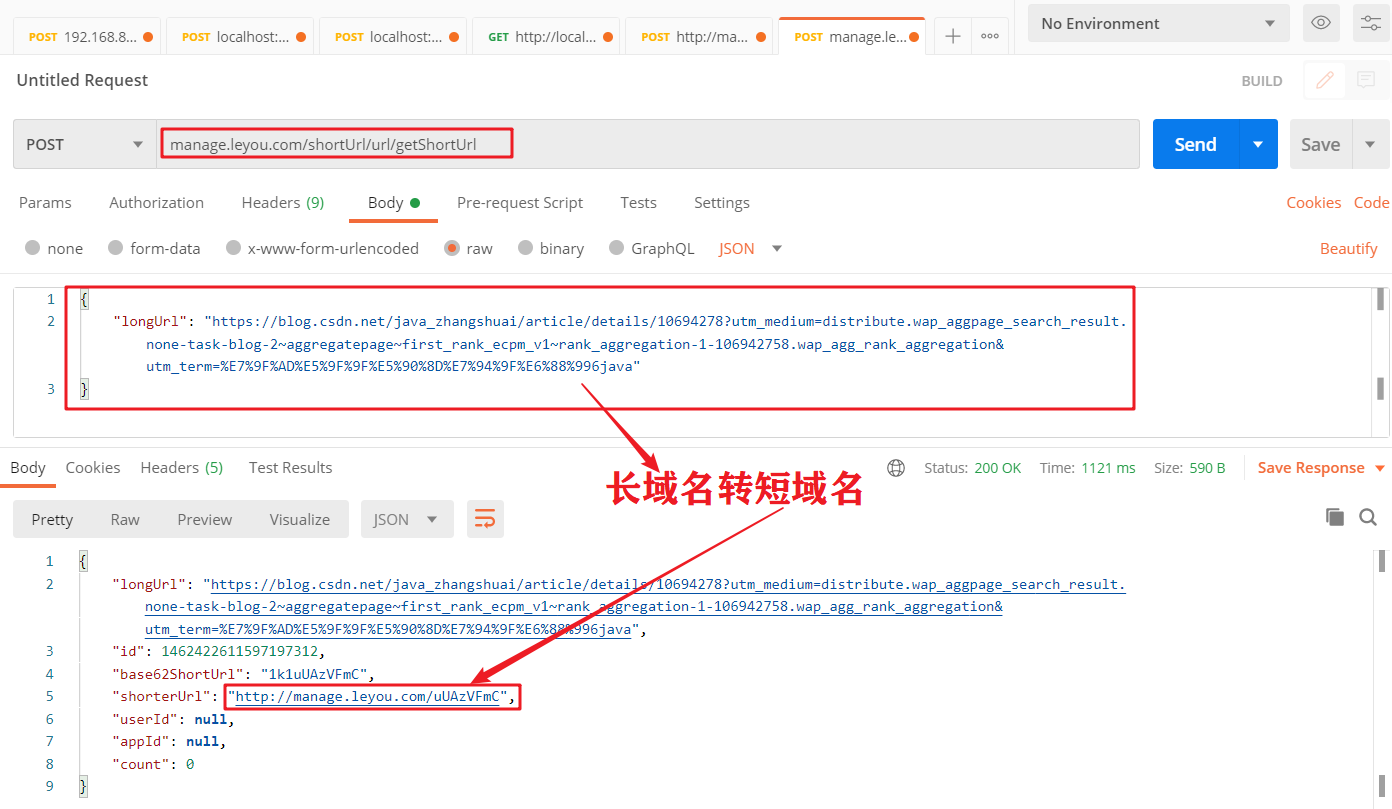 POST 192.168.8...
POST localhost:...
POST localhost:...
GET http://local...
POST http://ma...
POST manage.le...
No Environment
Untitled Request
BUILD
POST
manage.leyou.com/shortUrl/url/getShortUrl
Send
Save
Params
Authorization
Headers (9)
Body
Pre-request Script
Tests
Settings
Cookies
Code
none
form-data
x-www-form-urlencoded
raw
binary
GraphQL
JSON
Beautify
1 {
2 "longUrl": "https://blog.csdn.net/java_zhangshuai/article/details/10694278?utm_medium=distribute.wap_aggpage_search_result.
none-task-blog-2~aggregatepage~first_rank_ecpm_v1~rank_aggregation-1-106942758.wap_agg_rank_aggregation&
utm_term=%E7%9F%AD%E5%9F%9F%E5%90%8D%E7%94%9F%E6%88%996java"
3 }
长域名转短域名
Body
Cookies
Headers (5)
Test Results
Status: 200 OK
Time: 1121 ms
Size: 590 B
Save Response
Pretty
Raw
Preview
Visualize
JSON
1 {
2 "longUrl": "https://blog.csdn.net/java_zhangshuai/article/details/10694278?utm_medium=distribute.wap_aggpage_search_result.
none-task-blog-2~aggregatepage~first_rank_ecpm_v1~rank_aggregation-1-106942758.wap_agg_rank_aggregation&
utm_term=%E7%9F%AD%E5%9F%9F%E5%90%8D%E7%94%9F%E6%88%996java",
3 "id": 1462422611597197312,
4 "base62ShortUrl": "1k1uUAzVFmC",
5 "shorterUrl": "http://manage.leyou.com/uUAzVFmC",
6 "userId": null,
7 "appId": null,
8 "count": 0
9 }